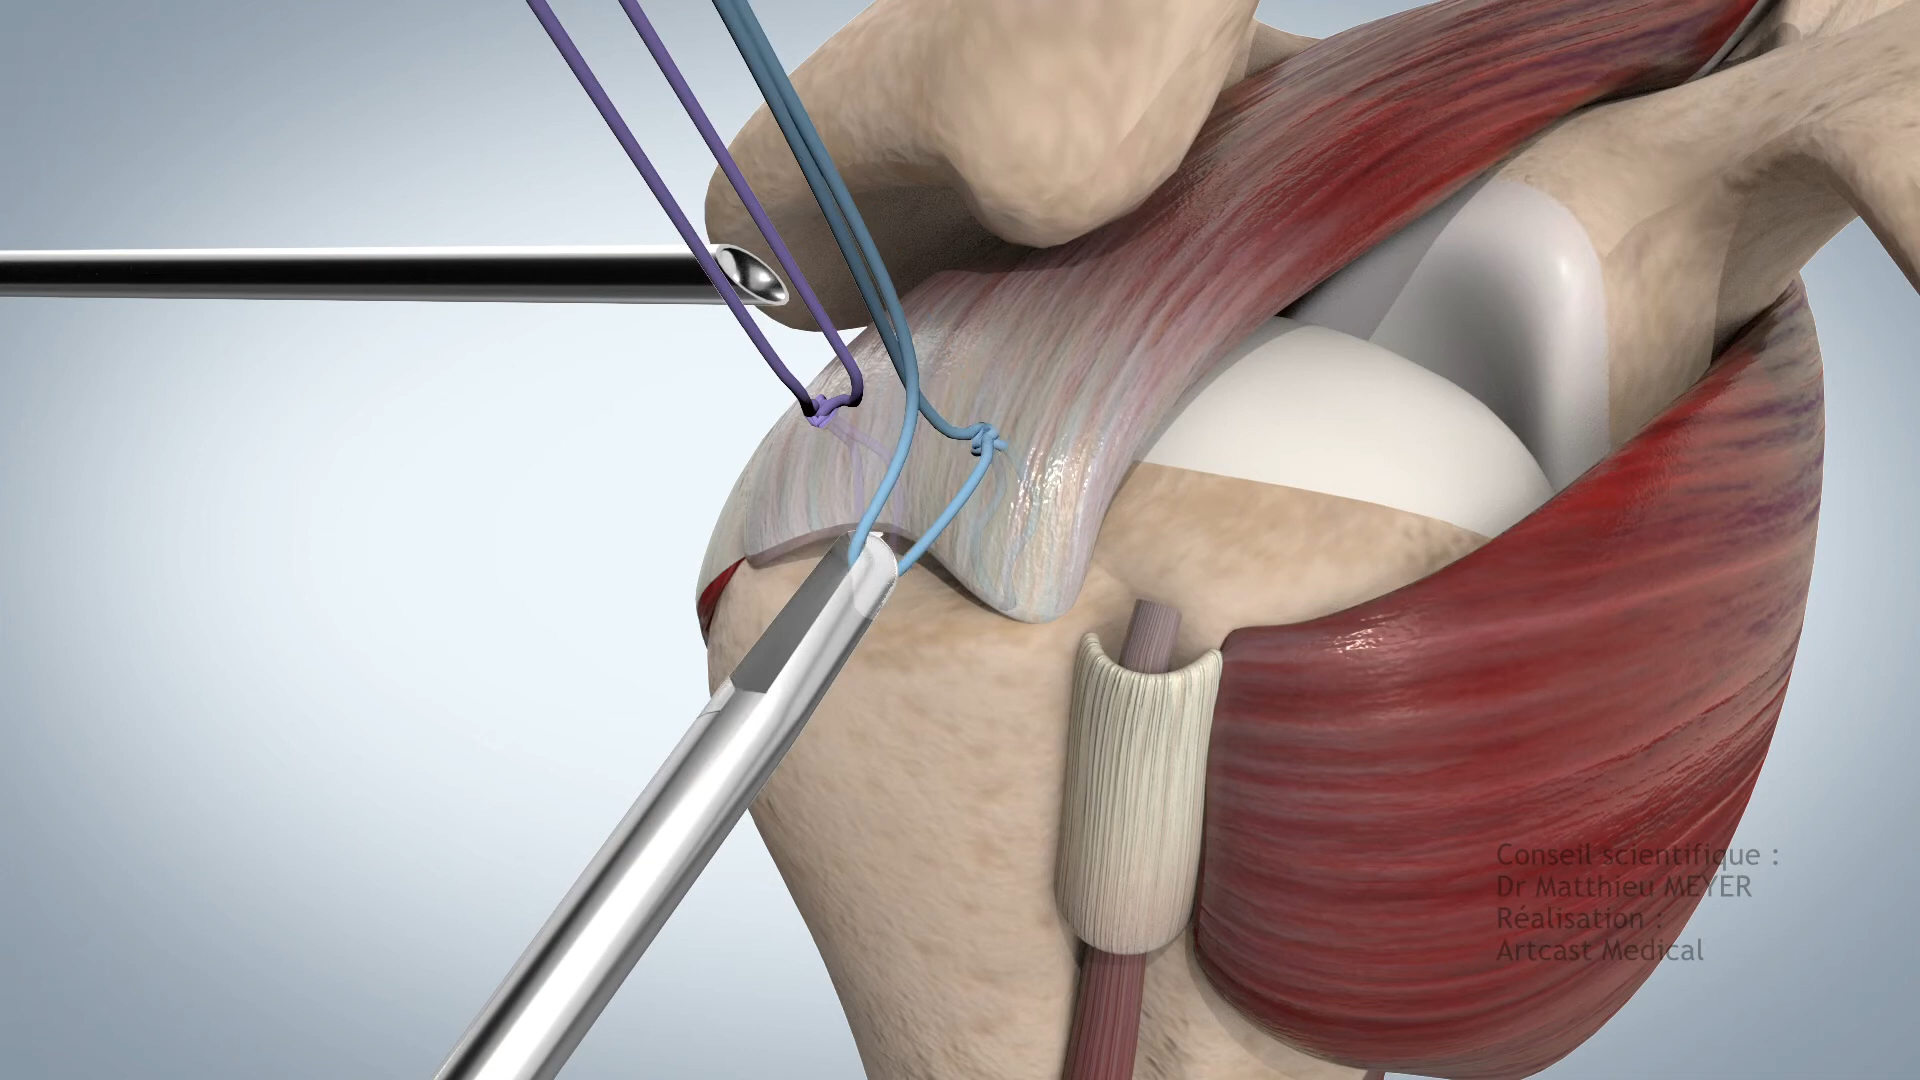 Conseil scientifique :
Dr Matthieu MEYER
Réalisation :
Artcast Medical